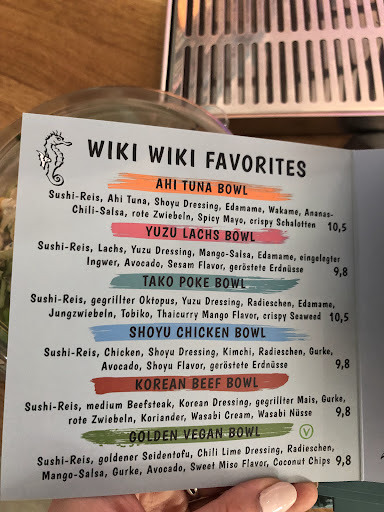 WIKI WIKI FAVORITES
AHI TUNA BOWL
Sushi-Reis, Ahi Tuna, Shoyu Dressing, Edamame, Wakame, Ananas-
Chili-Salsa, rote Zwiebeln, Spicy Mayo, crispy Schalotten 10,5
YUZU LACHS BOWL
Sushi-Reis, Lachs, Yuzu Dressing, Mango-Salsa, Edamame, eingelegter
Ingwer, Avocado, Sesam Flavor, geröstete Erdnüsse 9,8
TAKO POKE BOWL
Sushi-Reis, gegrillter Oktopus, Yuzu Dressing, Radieschen, Edamame,
Jungzwiebeln, Tobiko, Thaicurry Mango Flavor, crispy Seaweed 10,5
SHOYU CHICKEN BOWL
Sushi-Reis, Chicken, Shoyu Dressing, Kimchi, Radieschen, Gurke,
Avocado, Shoyu Flavor, geröstete Erdnüsse 9,8
KOREAN BEEF BOWL
Sushi-Reis, medium Beefsteak, Korean Dressing, gegrillter Mais, Gurke,
rote Zwiebeln, Koriander, Wasabi Cream, Wasabi Nüsse 9,8
GOLDEN VEGAN BOWL V
Sushi-Reis, goldener Seidentofu, Chili Lime Dressing, Radieschen,
Mango-Salsa, Gurke, Avocado, Sweet Miso Flavor, Coconut Chips 9,8